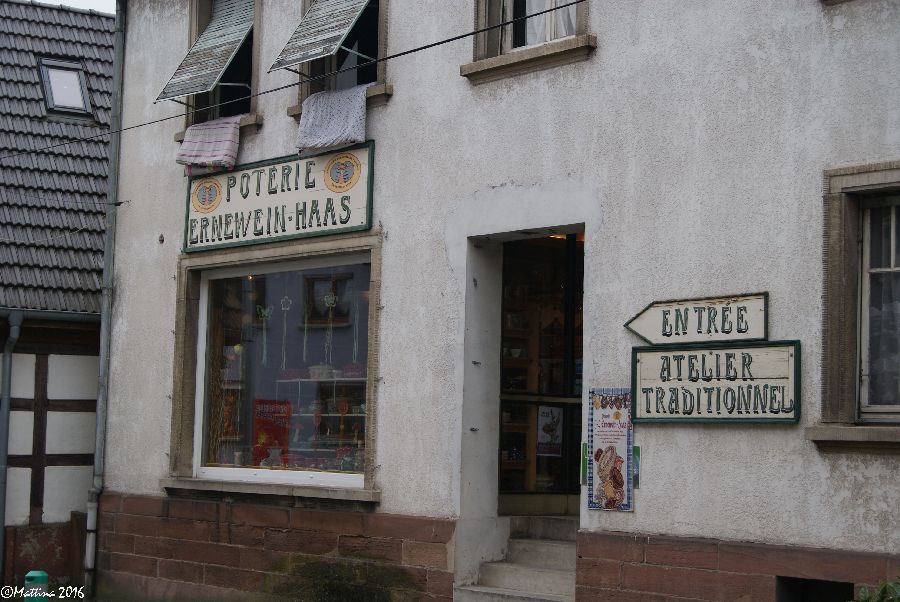 POTERIE
ERNEWEIN-HAAS
ENTRÉE
ATELIER
TRADITIONNEL
©Mattina 2016